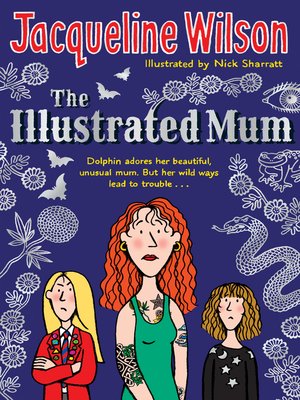 Jacqueline Wilson
Illustrated by Nick Sharratt
The
Illustrated Mum
Dolphin adores her beautiful,
unusual mum. But her wild ways
lead to trouble . . .